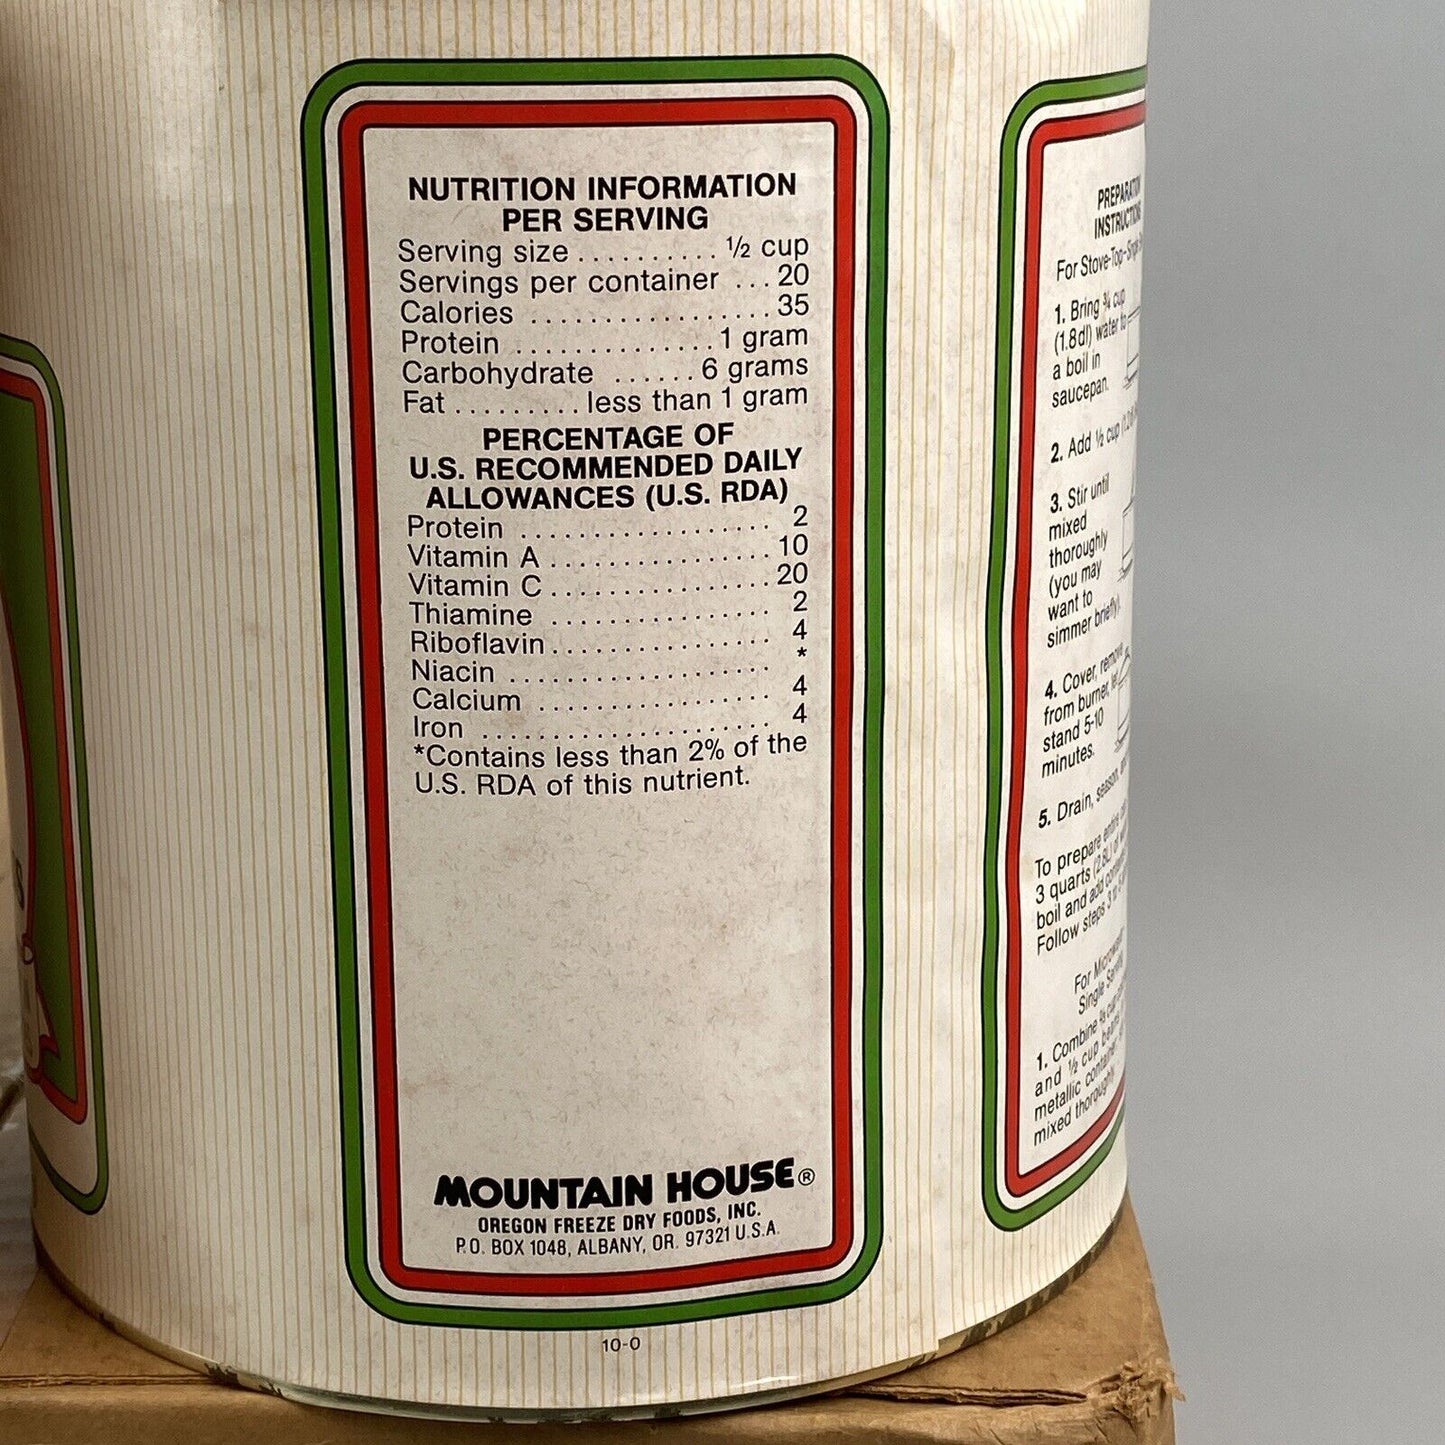 NUTRITION INFORMATION
PER SERVING
Serving size .......... ½ cup
Servings per container ... 20
Calories ................. 35
Protein .............. 1 gram
Carbohydrate ...... 6 grams
Fat ......... less than 1 gram
PERCENTAGE OF
U.S. RECOMMENDED DAILY
ALLOWANCES (U.S. RDA)
Protein ................. 2
Vitamin A ............... 10
Vitamin C ............... 20
Thiamine ............... 2
Riboflavin ............... 4
Niacin .................. *
Calcium ................ 4
Iron .................... 4
*Contains less than 2% of the
U.S. RDA of this nutrient.
MOUNTAIN HOUSE®
OREGON FREEZE DRY FOODS, INC.
P.O. BOX 1048, ALBANY, OR. 97321 U.S.A.
10-0
PREPARATION
INSTRUCTIONS
For Stove-Top-Single
1. Bring ¾ cup
(1.8dl) water to
a boil in
saucepan.
2. Add ½ cup
3. Stir until
mixed
thoroughly
(you may
want to
simmer briefly).
4. Cover, remove
from burner, let
stand 5-10
minutes.
5. Drain, season,
To prepare entire
3 quarts (2.8L) of
boil and add
Follow steps 3 to
For Microwave
Single
1. Combine ¾ cup
and ½ cup
metallic container,
mixed thoroughly.
S